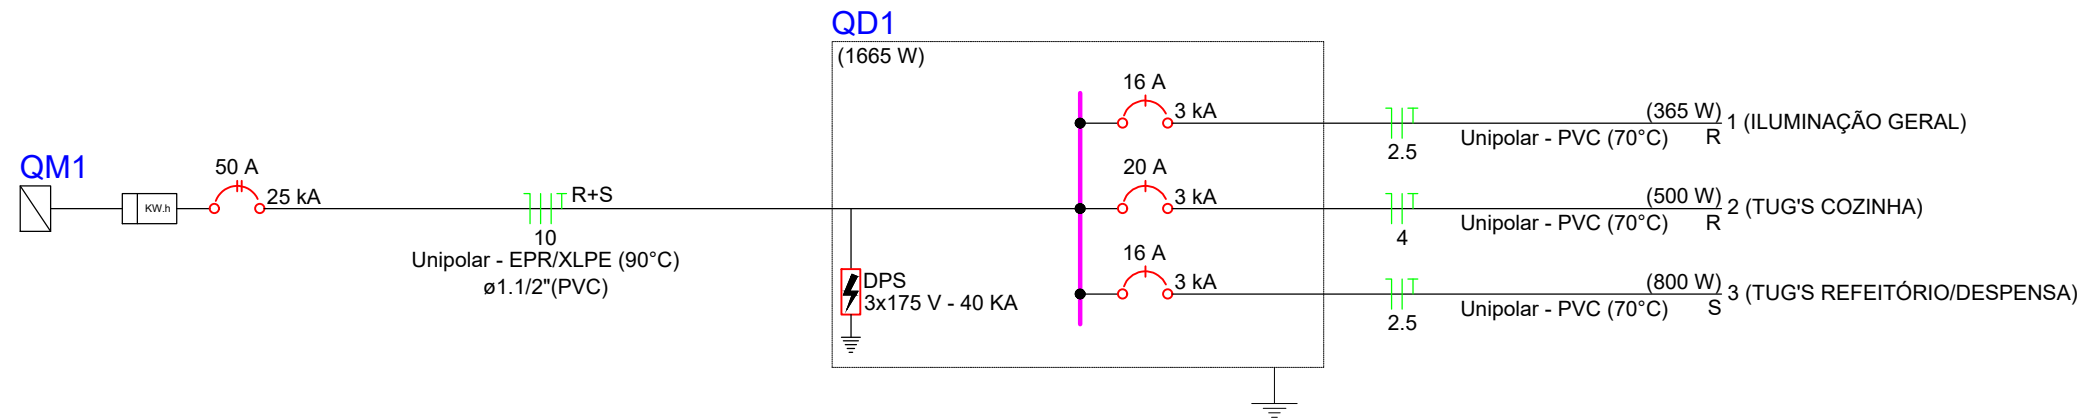 QD1
(1665 W)
16 A
3 kA
(365 W)
1 (ILUMINAÇÃO GERAL)
2.5
Unipolar - PVC (70°C)
R
QM1
KW.h
50 A
25 kA
R+S
10
Unipolar - EPR/XLPE (90°C)
ø1.1/2"(PVC)
20 A
3 kA
(500 W)
2 (TUG'S COZINHA)
4
Unipolar - PVC (70°C)
R
DPS
3x175 V - 40 KA
16 A
3 kA
(800 W)
3 (TUG'S REFEITÓRIO/DESPENSA)
2.5
Unipolar - PVC (70°C)
S